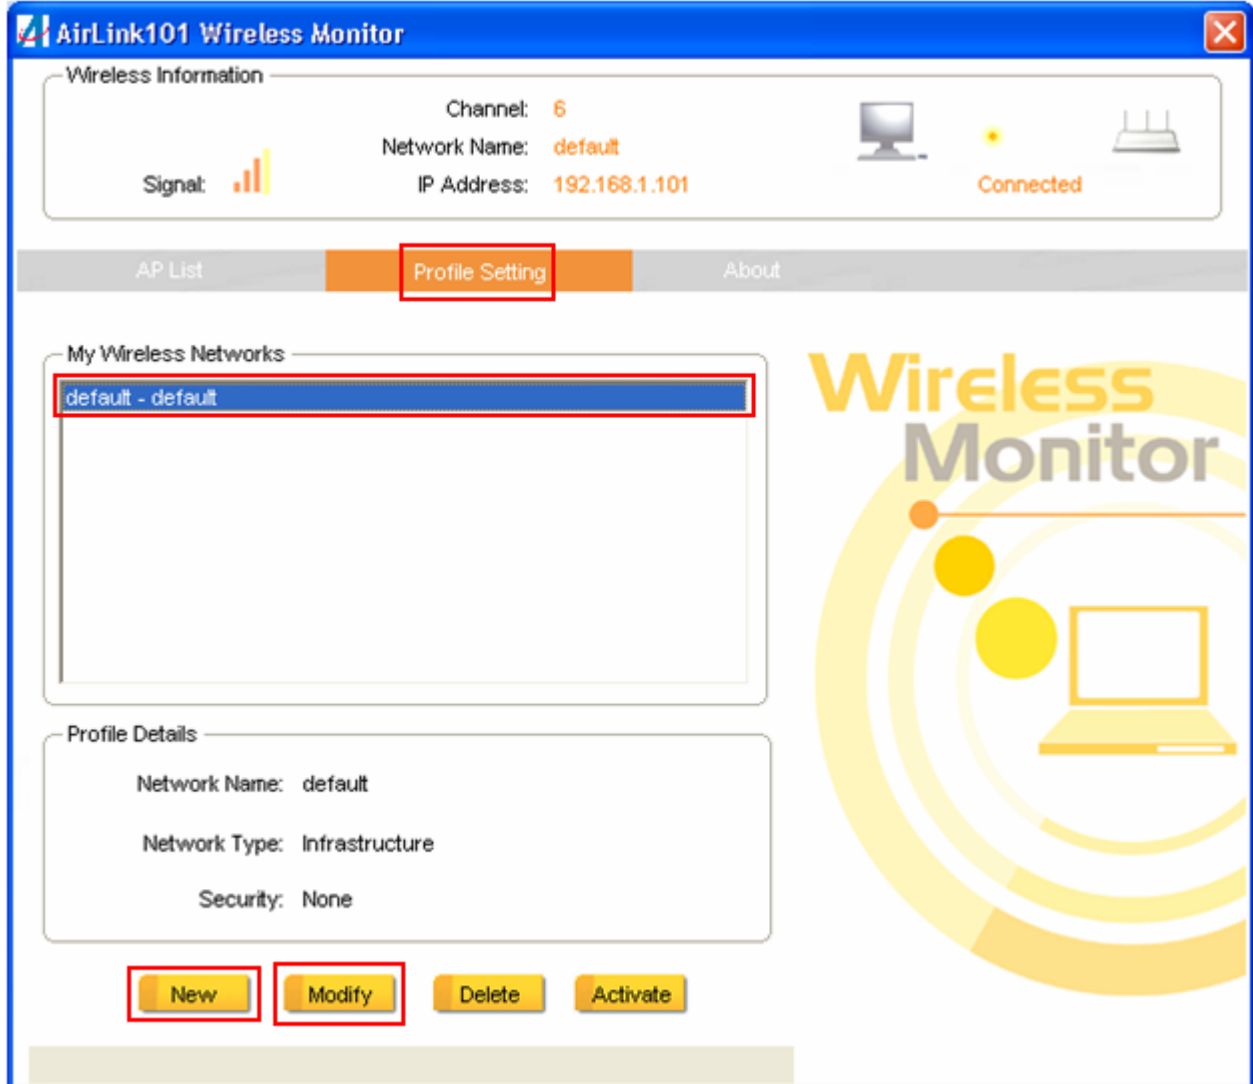 AirLink101 Wireless Monitor
Wireless Information
Channel: 6
Network Name: default
Signal: IP Address: 192.168.1.101
Connected
AP List Profile Setting About
My Wireless Networks
default - default
Wireless
Monitor
Profile Details
Network Name: default
Network Type: Infrastructure
Security: None
New Modify Delete Activate